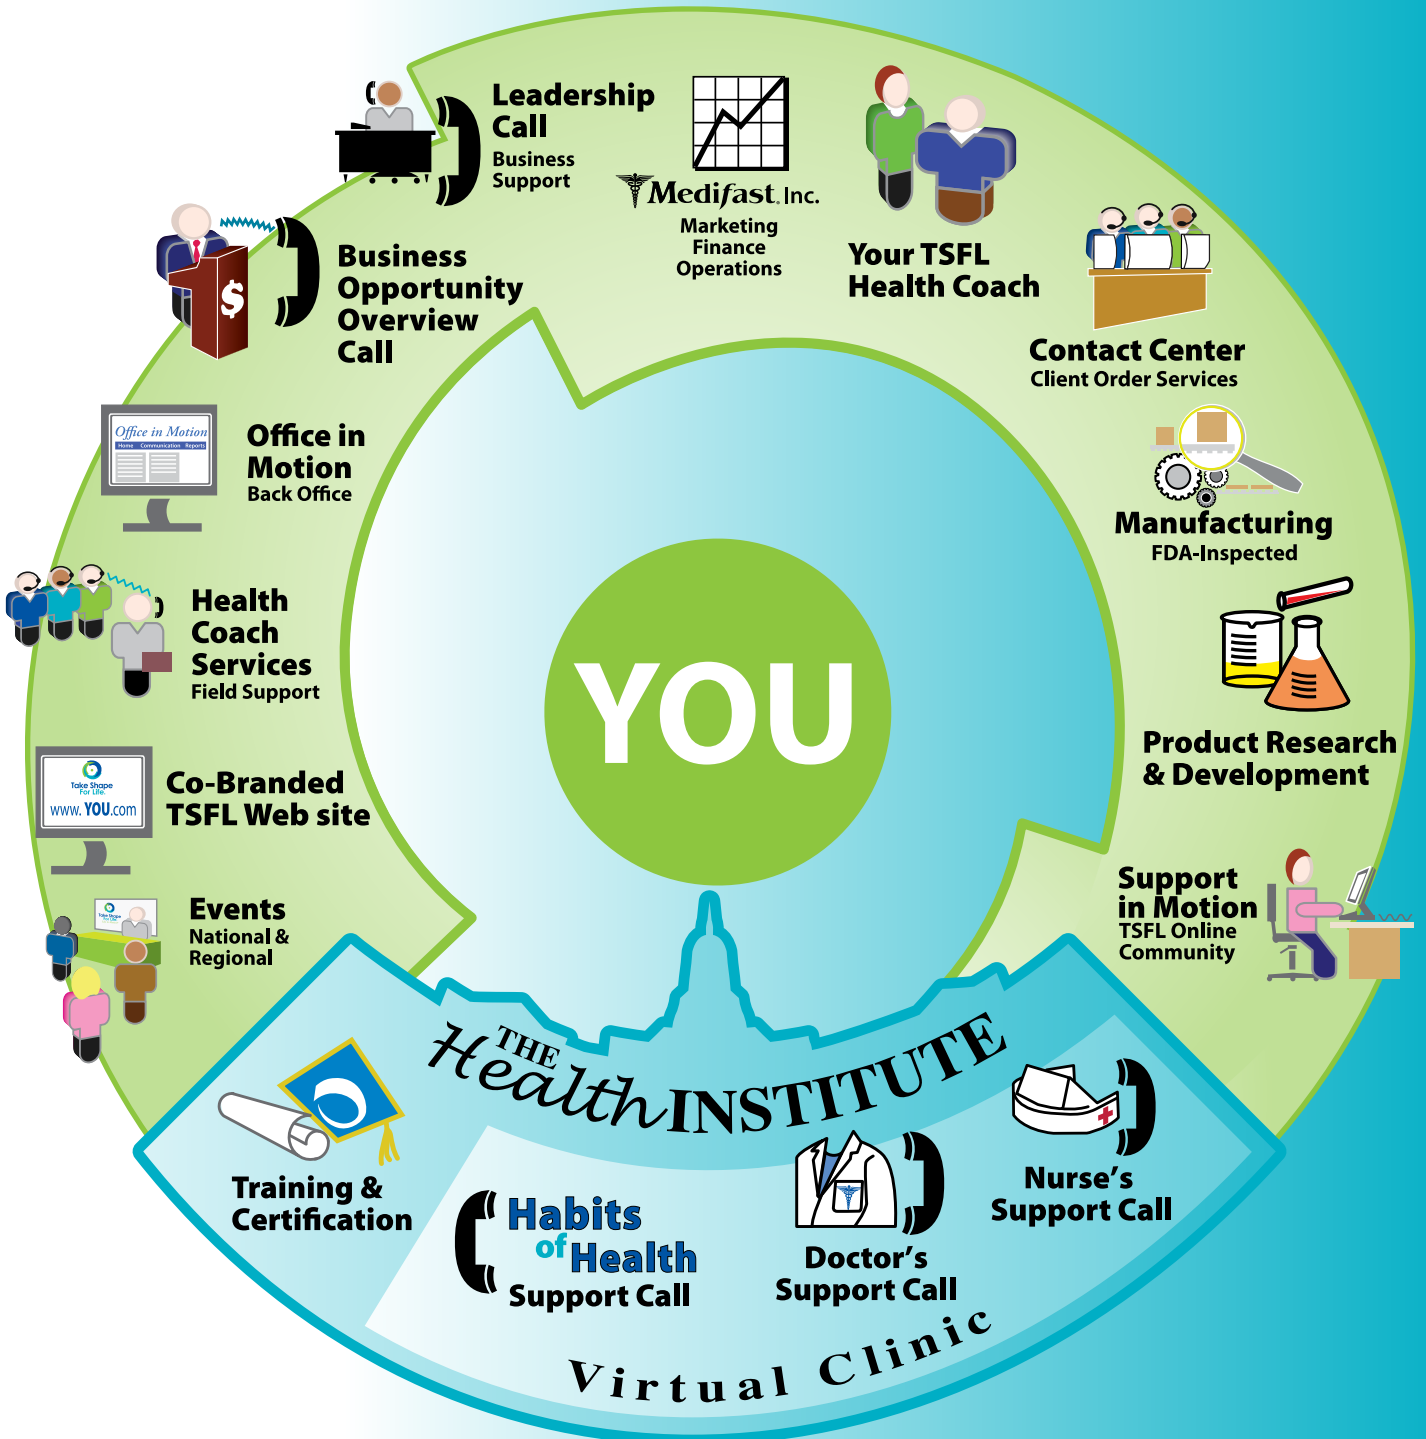 Leadership
Call
Business
Support
Medifast, Inc.
Marketing
Finance
Operations
Your TSFL
Health Coach
Contact Center
Client Order Services
Manufacturing
FDA-Inspected
Product Research
& Development
Support
in Motion
TSFL Online
Community
Business
Opportunity
Overview
Call
$
Office in Motion
Home Communication Reports
Office in
Motion
Back Office
Health
Coach
Services
Field Support
Take Shape
For Life.
www. YOU.com
Co-Branded
TSFL Web site
Take Shape
For Life
Events
National &
Regional
YOU
THE
Health INSTITUTE
Training &
Certification
Habits
of Health
Support Call
Doctor's
Support Call
Nurse's
Support Call
Virtual Clinic